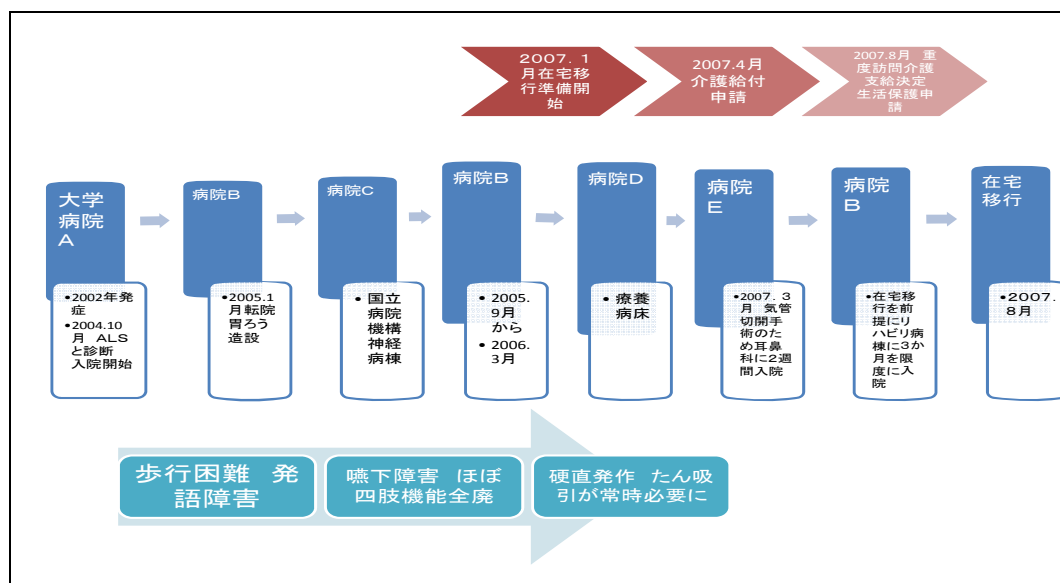 2007. 1
月在宅移
行準備開
始
2007.4月
介護給付
申請
2007.8月 重
度訪問介護
支給決定
生活保護申
請
大学
病院
A
病院B
病院C
病院B
病院D
病院
E
病院
B
在宅
移行
•2002年発
症
•2004.10
月 ALS
と診断
入院開始
•2005.1
月転院
胃ろう
造設
• 国立
病院
機構
神経
病棟
• 2005.
9月
から
• 2006.
3月
• 療養
病床
•2007. 3
月 気管
切開手
術のた
め耳鼻
科に2週
間入院
•在宅移
行を前
提にリ
ハビリ病
棟に3か
月を限
度に入
院
•2007.
8月
歩行困難 発
語障害
嚥下障害 ほぼ
四肢機能全廃
硬直発作 たん吸
引が常時必要に